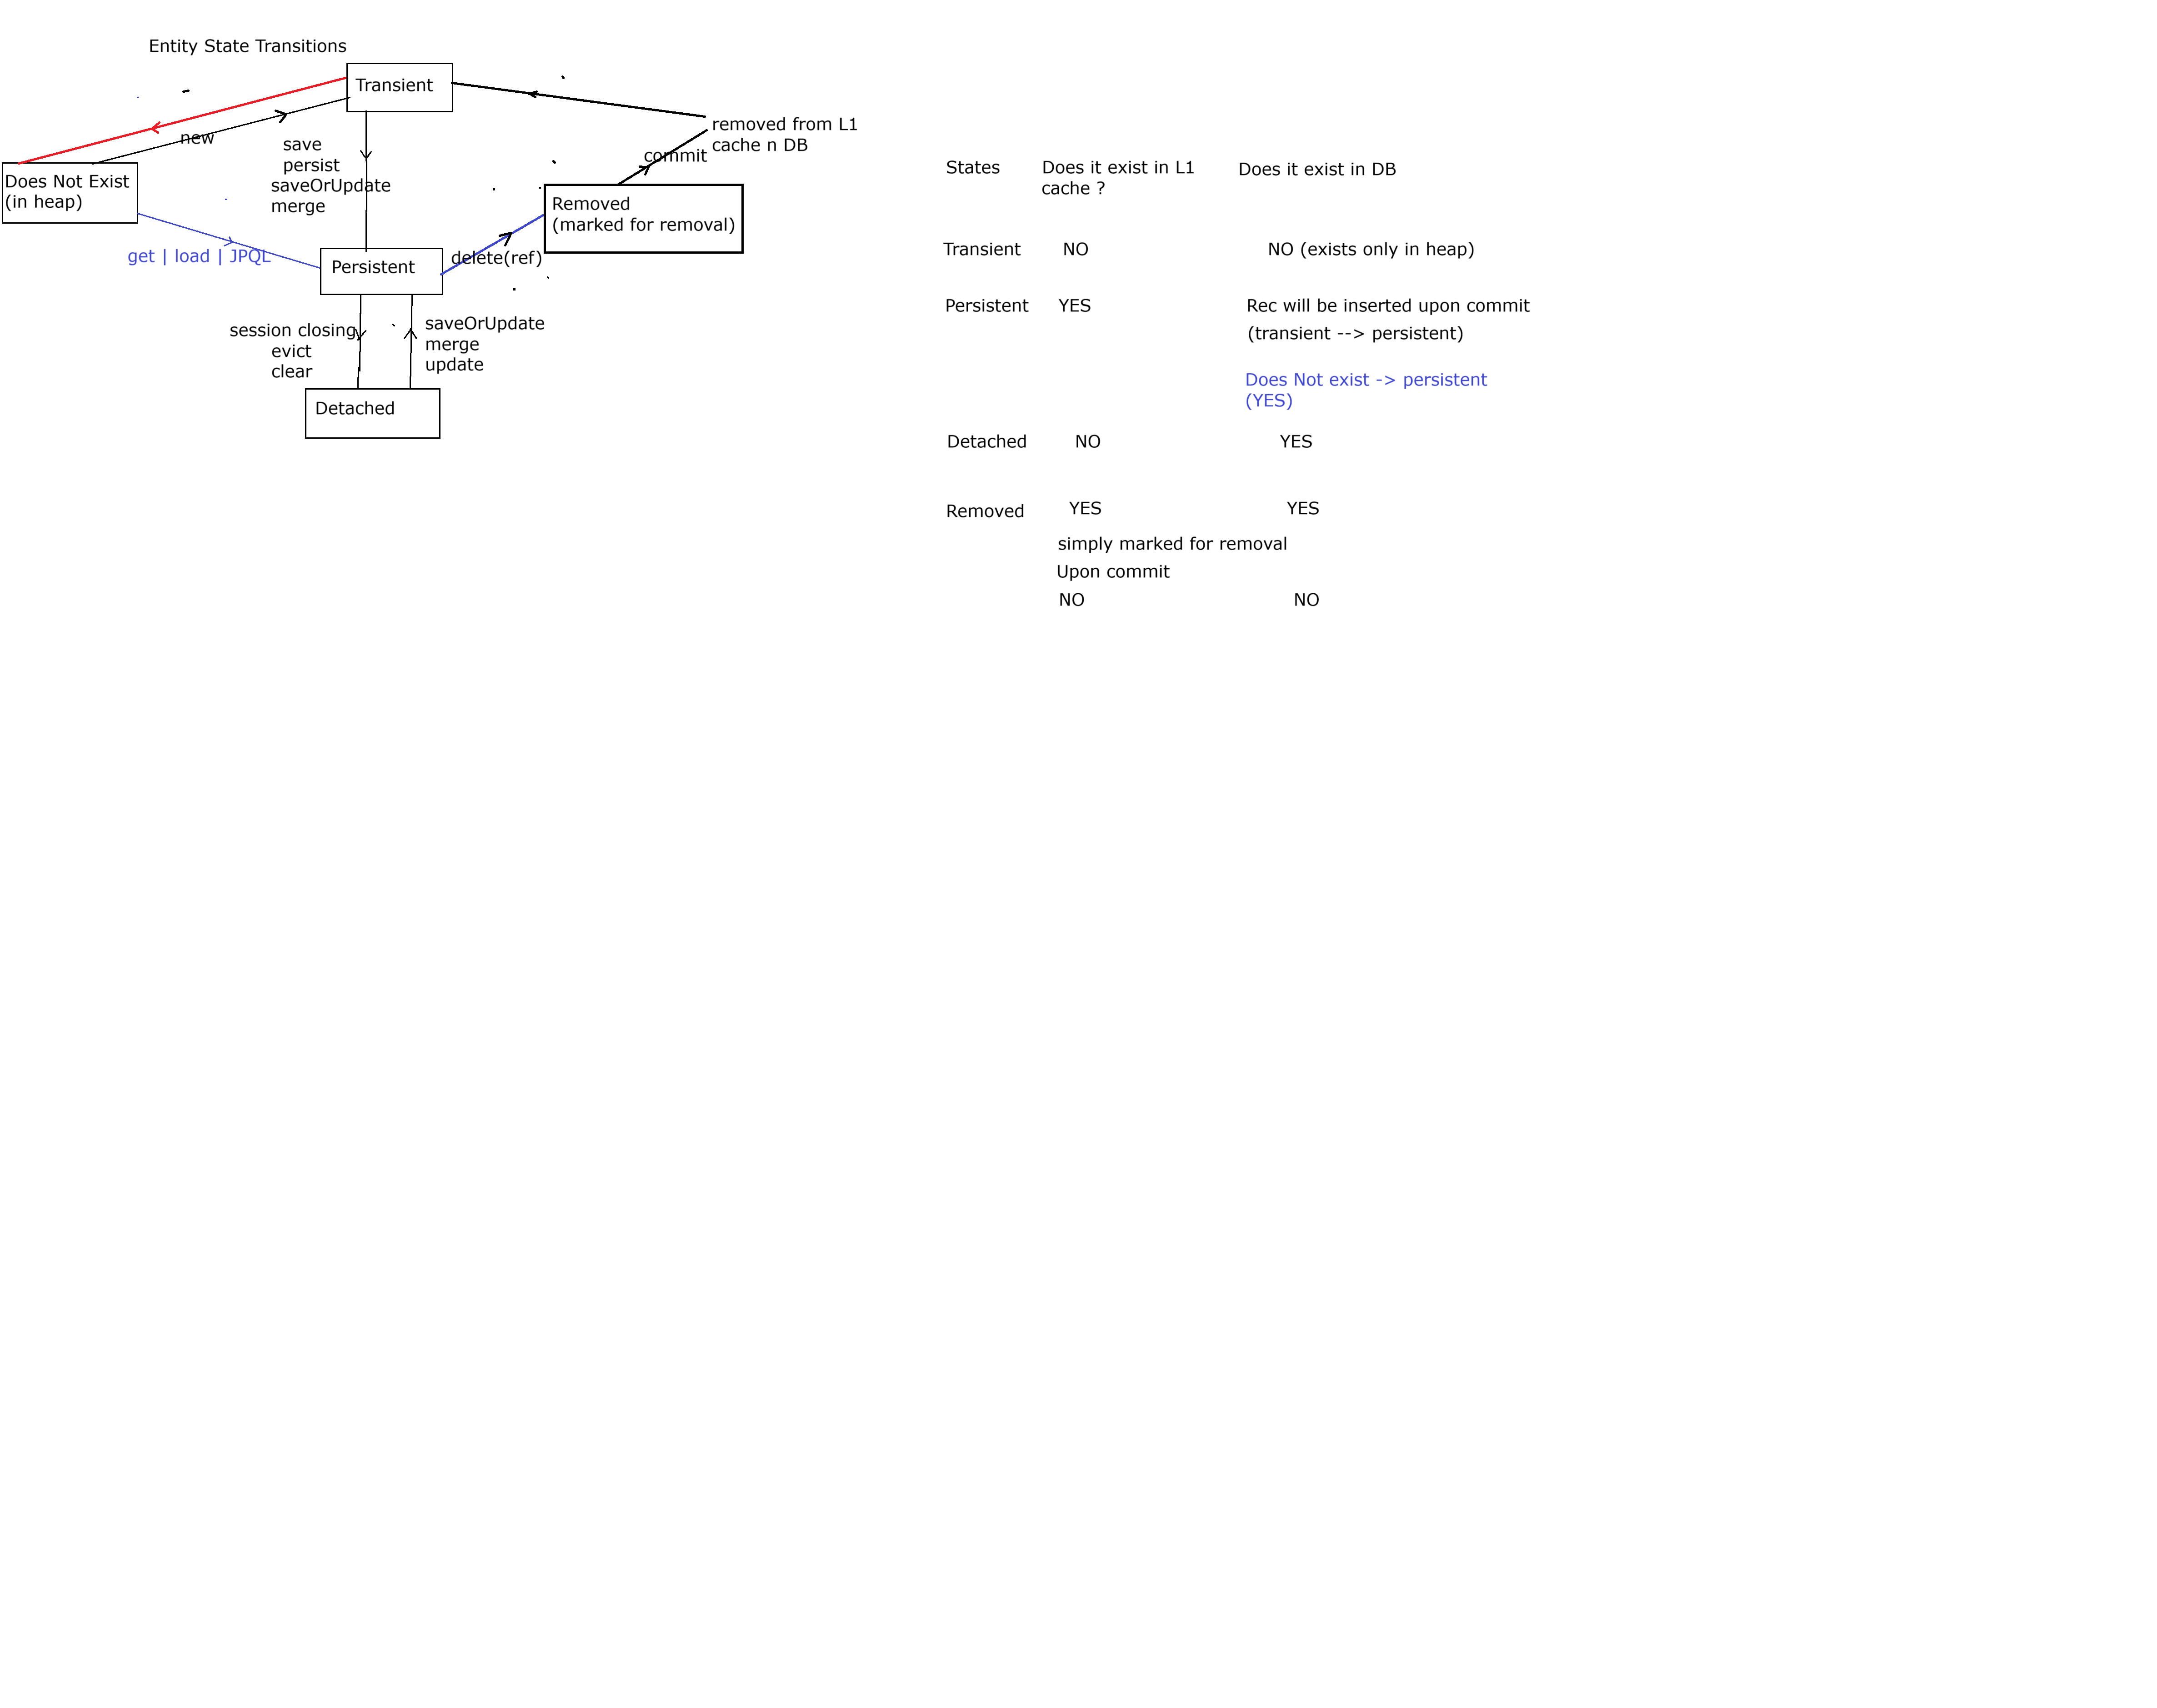 Entity State Transitions
Transient
new
save
persist
saveOrUpdate
merge
Does Not Exist
(in heap)
get | load | JPQL
Persistent
delete(ref)
Removed
(marked for removal)
commit
removed from L1
cache n DB
session closing
evict
clear
saveOrUpdate
merge
update
Detached
States
Does it exist in L1
cache ?
Does it exist in DB
Transient NO NO (exists only in heap)
Persistent YES Rec will be inserted upon commit
(transient --> persistent)
Does Not exist -> persistent
(YES)
Detached NO YES
Removed YES YES
simply marked for removal
Upon commit
NO NO